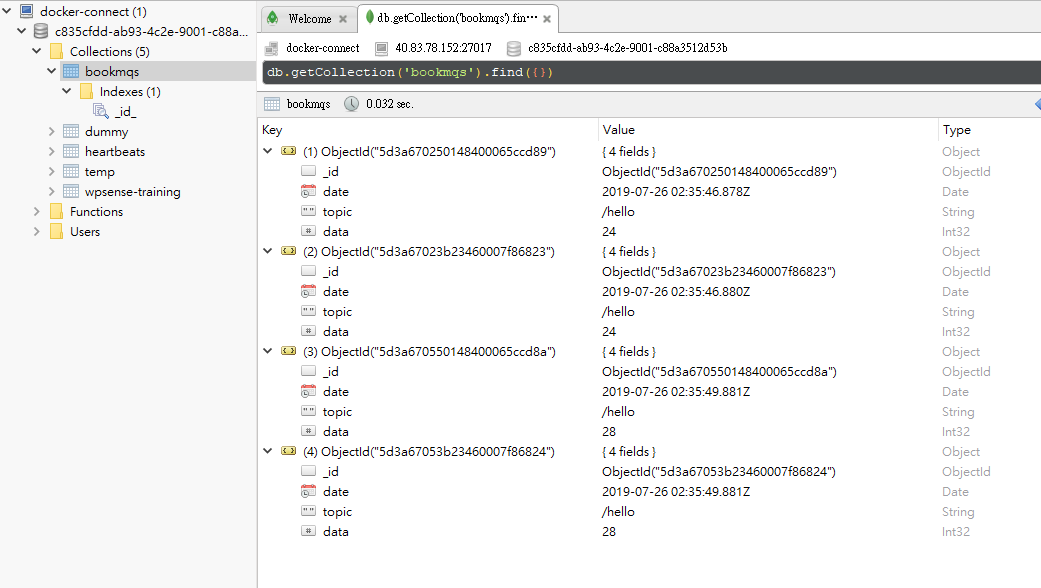 docker-connect (1)
c835cfdd-ab93-4c2e-9001-c88a...
Collections (5)
bookmqs
Indexes (1)
_id_
dummy
heartbeats
temp
wpsense-training
Functions
Users
Welcome
db.getCollection('bookmqs').fin...
docker-connect 40.83.78.152:27017 c835cfdd-ab93-4c2e-9001-c88a3512d53b
db.getCollection('bookmqs').find({})
bookmqs 0.032 sec.
Key Value Type
(1) ObjectId("5d3a670250148400065ccd89") { 4 fields } Object
_id ObjectId("5d3a670250148400065ccd89") ObjectId
date 2019-07-26 02:35:46.878Z Date
topic /hello String
data 24 Int32
(2) ObjectId("5d3a67023b23460007f86823") { 4 fields } Object
_id ObjectId("5d3a67023b23460007f86823") ObjectId
date 2019-07-26 02:35:46.880Z Date
topic /hello String
data 24 Int32
(3) ObjectId("5d3a670550148400065ccd8a") { 4 fields } Object
_id ObjectId("5d3a670550148400065ccd8a") ObjectId
date 2019-07-26 02:35:49.881Z Date
topic /hello String
data 28 Int32
(4) ObjectId("5d3a67053b23460007f86824") { 4 fields } Object
_id ObjectId("5d3a67053b23460007f86824") ObjectId
date 2019-07-26 02:35:49.881Z Date
topic /hello String
data 28 Int32